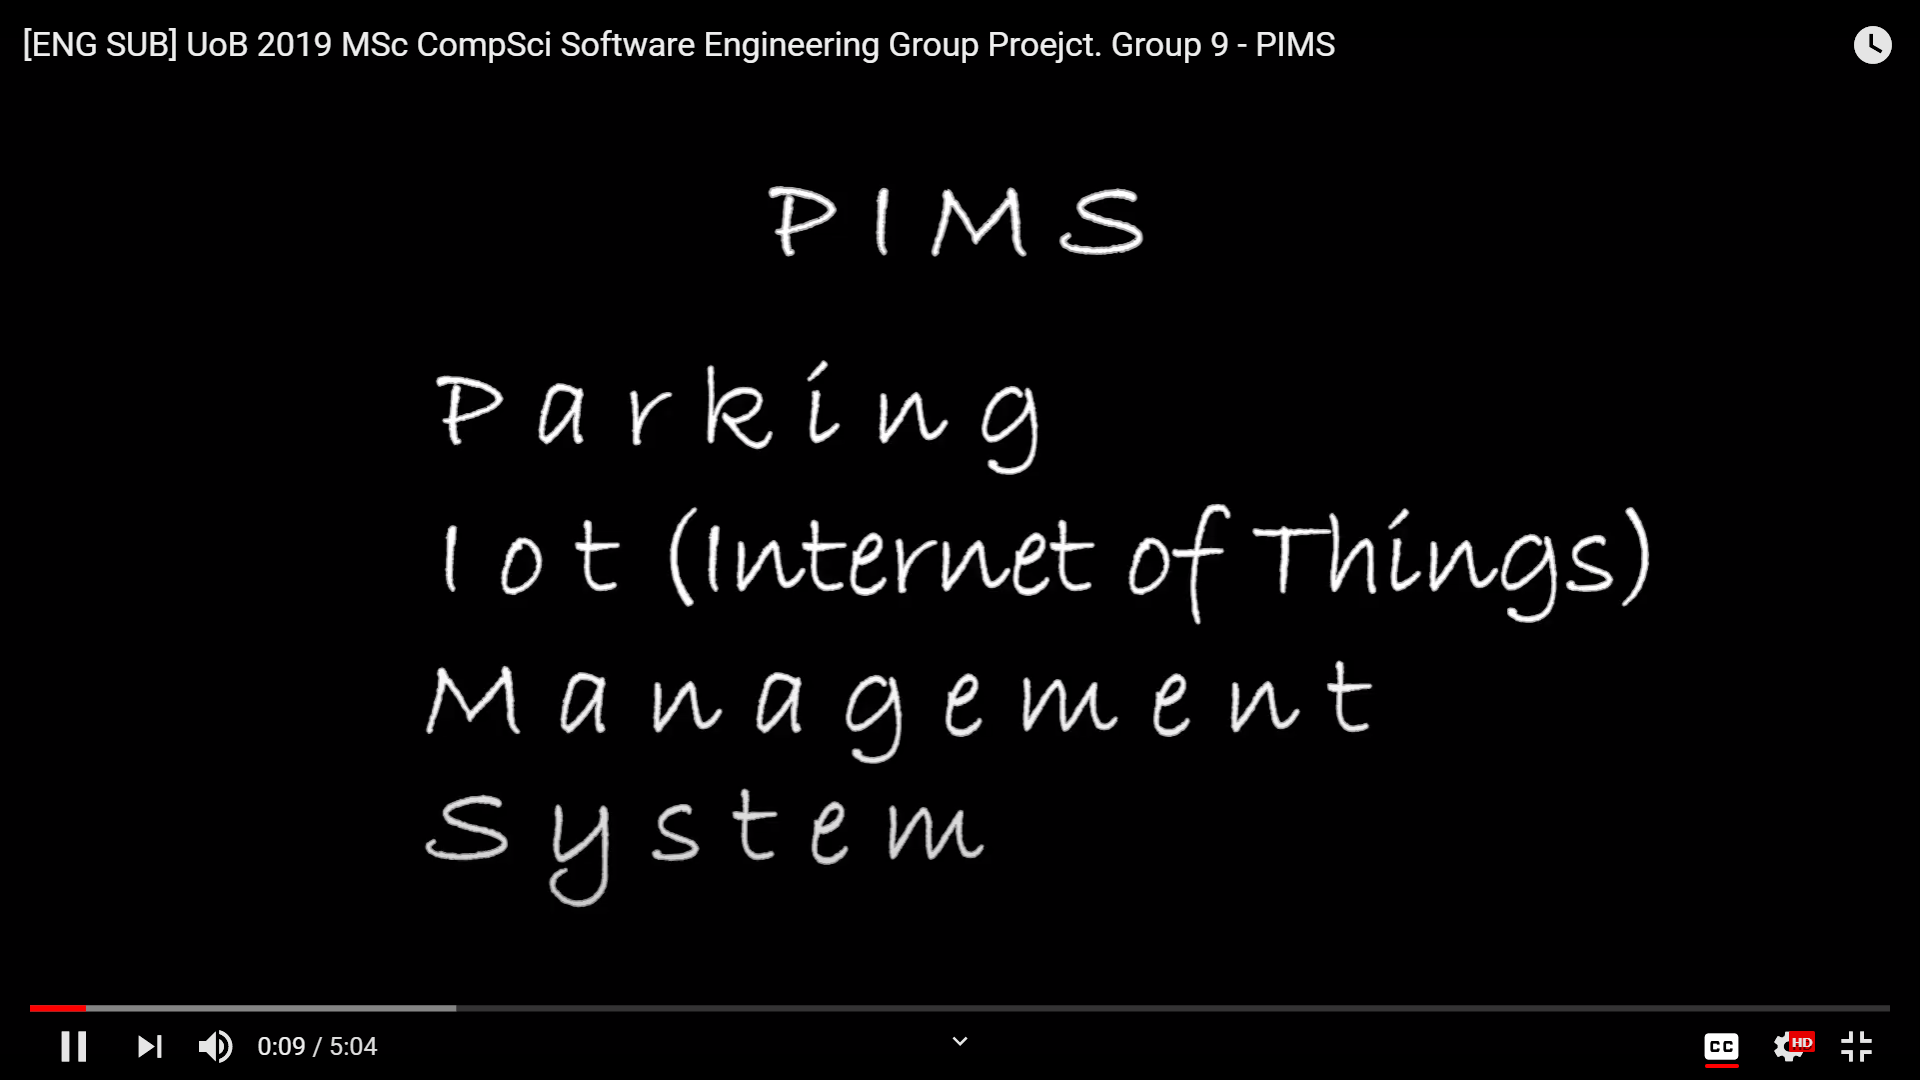 [ENG SUB] UoB 2019 MSc CompSci Software Engineering Group Proejct. Group 9 - PIMS
PIMS
Parking
Iot (Internet of Things)
Management
System
0:09 / 5:04
CC
HD